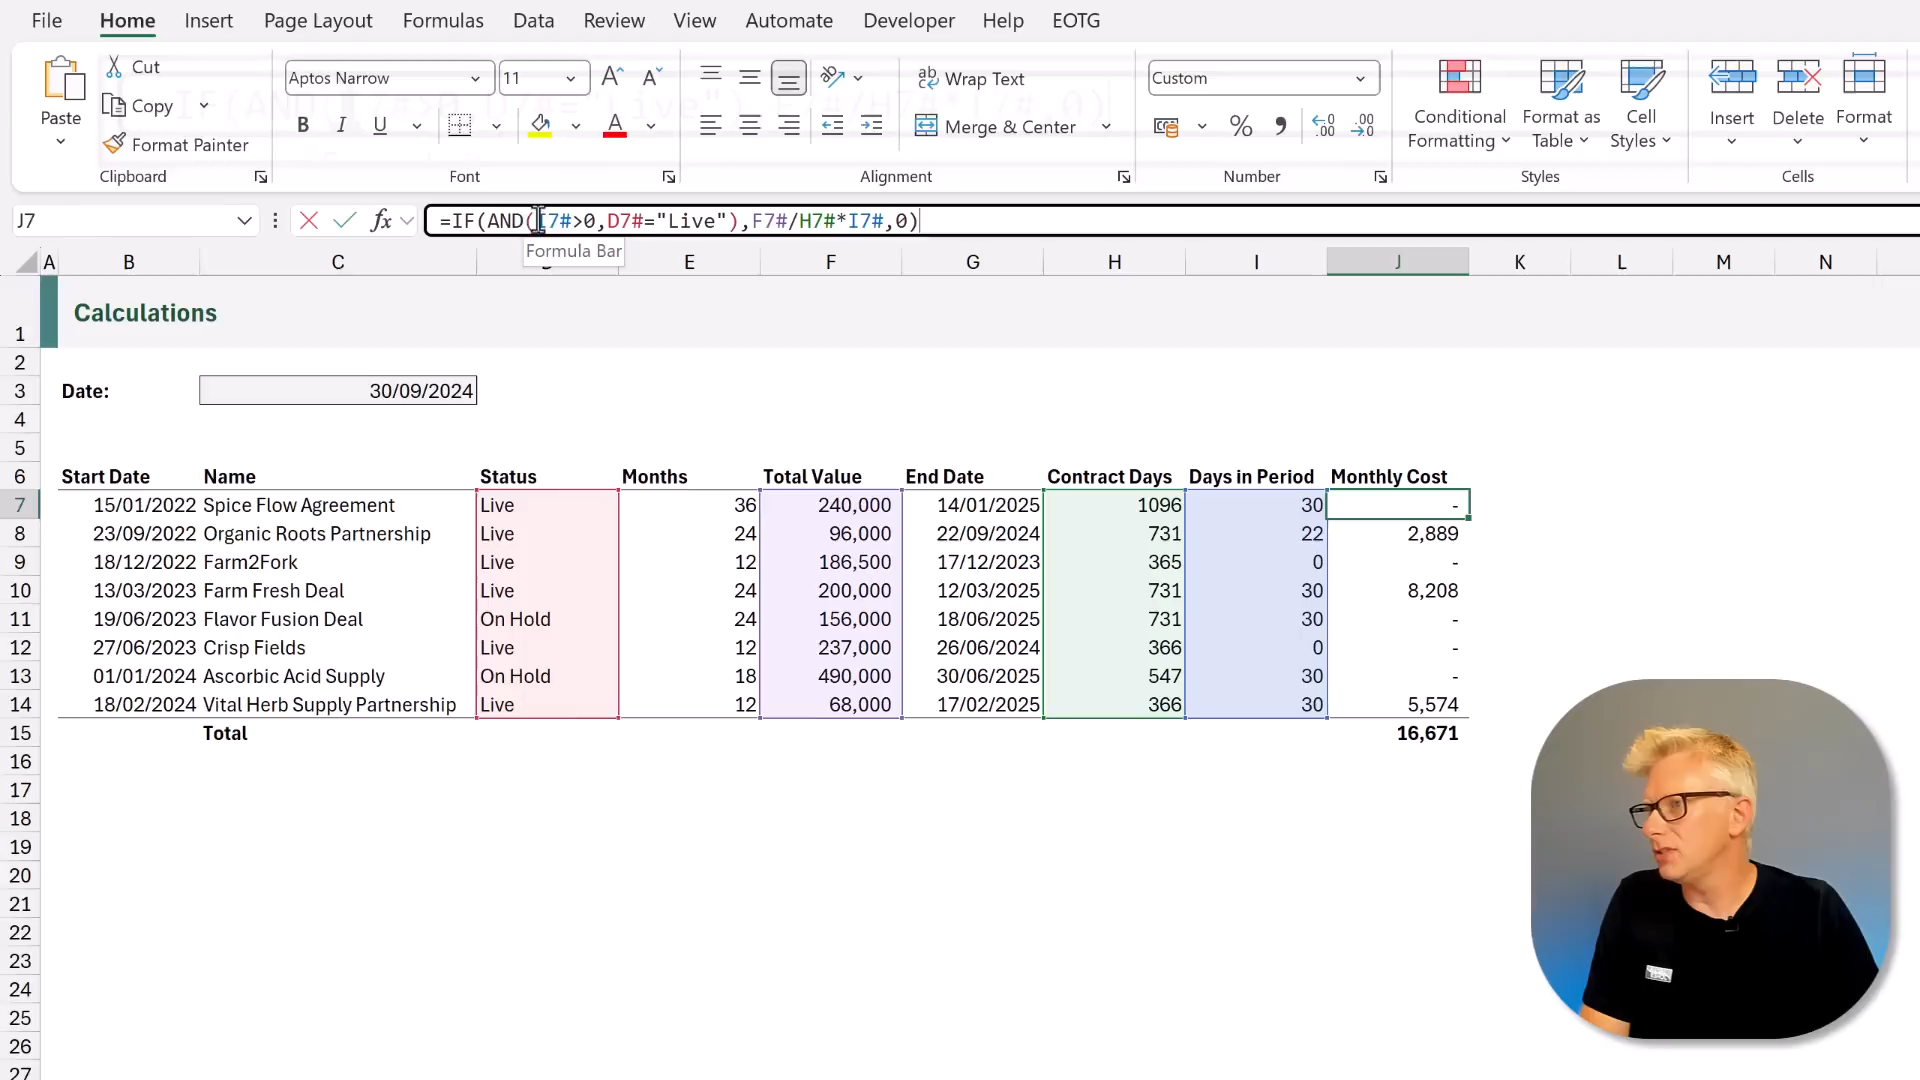 File Home Insert Page Layout Formulas Data Review View Automate Developer Help EOTG
Paste Cut Copy Format Painter Clipboard
Aptos Narrow 11 A A B I U A Font
ab Wrap Text Merge & Center Alignment
Custom % Number
Conditional Formatting Format as Table Cell Styles Styles
Insert Delete Format Cells
J7 fx =IF(AND(I7#>0,D7#="Live"),F7#/H7#*I7#,0)
Formula Bar
A B C D E F G H I J K L M N
1 Calculations
2
3 Date: 30/09/2024
4
5
6 Start Date Name Status Months Total Value End Date Contract Days Days in Period Monthly Cost
7 15/01/2022 Spice Flow Agreement Live 36 240,000 14/01/2025 1096 30 -
8 23/09/2022 Organic Roots Partnership Live 24 96,000 22/09/2024 731 22 2,889
9 18/12/2022 Farm2Fork Live 12 186,500 17/12/2023 365 0 -
10 13/03/2023 Farm Fresh Deal Live 24 200,000 12/03/2025 731 30 8,208
11 19/06/2023 Flavor Fusion Deal On Hold 24 156,000 18/06/2025 731 30 -
12 27/06/2023 Crisp Fields Live 12 237,000 26/06/2024 366 0 -
13 01/01/2024 Ascorbic Acid Supply On Hold 18 490,000 30/06/2025 547 30 -
14 18/02/2024 Vital Herb Supply Partnership Live 12 68,000 17/02/2025 366 30 5,574
15 Total 16,671
16
17
18
19
20
21
22
23
24
25
26
27